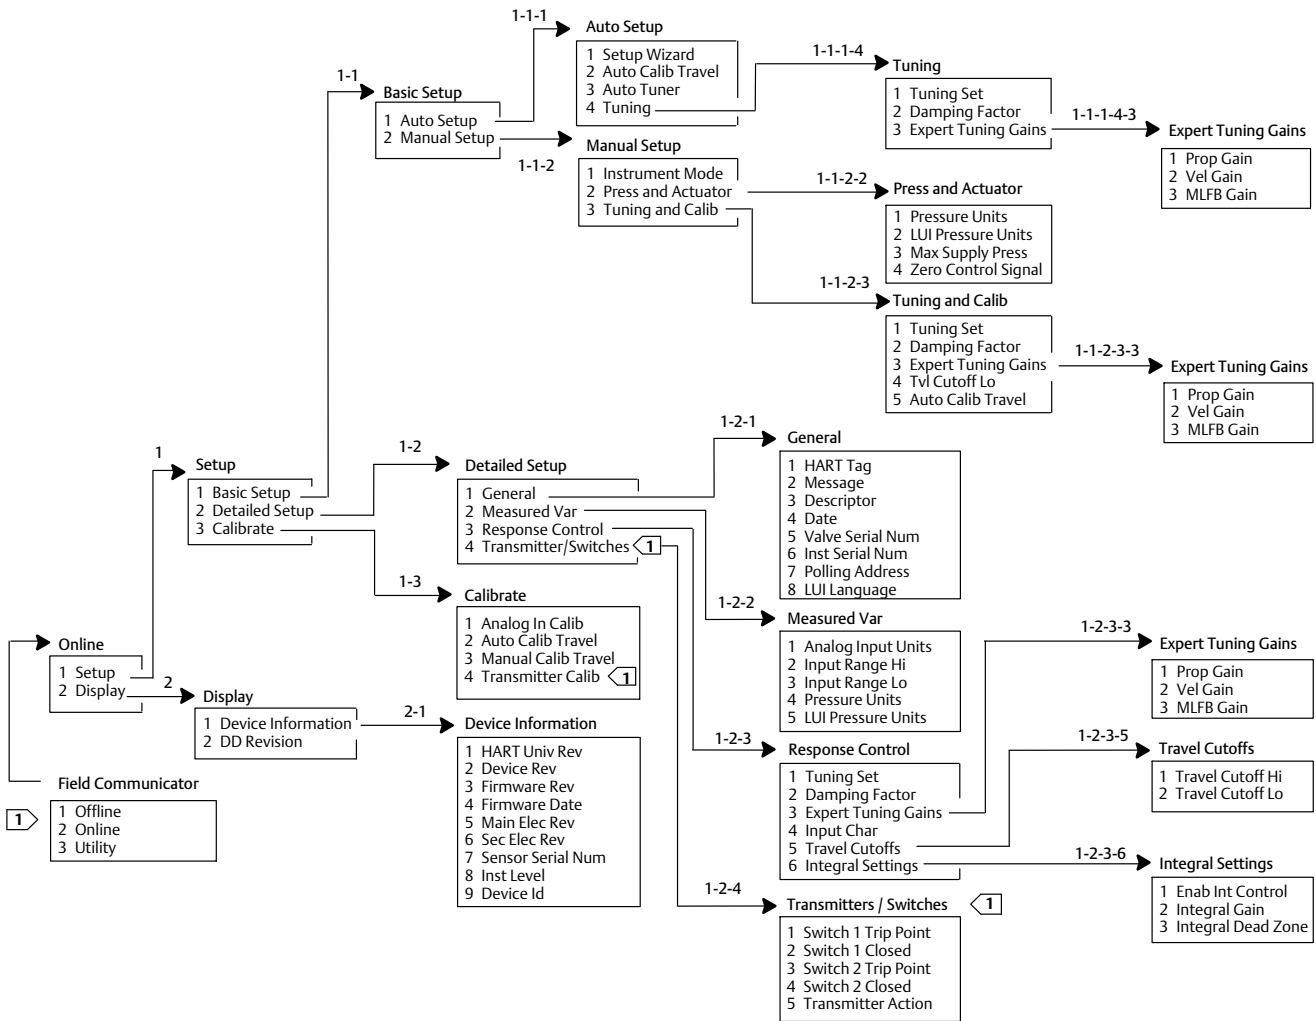 1-1-1
Auto Setup
1 Setup Wizard
2 Auto Calib Travel
3 Auto Tuner
4 Tuning
1-1-1-4
Tuning
1 Tuning Set
2 Damping Factor
3 Expert Tuning Gains
1-1-1-4-3
Expert Tuning Gains
1 Prop Gain
2 Vel Gain
3 MLFB Gain
1-1
Basic Setup
1 Auto Setup
2 Manual Setup
1-1-2
Manual Setup
1 Instrument Mode
2 Press and Actuator
3 Tuning and Calib
1-1-2-2
Press and Actuator
1 Pressure Units
2 LUI Pressure Units
3 Max Supply Press
4 Zero Control Signal
1-1-2-3
Tuning and Calib
1 Tuning Set
2 Damping Factor
3 Expert Tuning Gains
4 Tvl Cutoff Lo
5 Auto Calib Travel
1-1-2-3-3
Expert Tuning Gains
1 Prop Gain
2 Vel Gain
3 MLFB Gain
1
Setup
1 Basic Setup
2 Detailed Setup
3 Calibrate
1-2
Detailed Setup
1 General
2 Measured Var
3 Response Control
4 Transmitter/Switches 1
1-2-1
General
1 HART Tag
2 Message
3 Descriptor
4 Date
5 Valve Serial Num
6 Inst Serial Num
7 Polling Address
8 LUI Language
1-3
Calibrate
1 Analog In Calib
2 Auto Calib Travel
3 Manual Calib Travel
4 Transmitter Calib 1
1-2-2
Measured Var
1 Analog Input Units
2 Input Range Hi
3 Input Range Lo
4 Pressure Units
5 LUI Pressure Units
1-2-3-3
Expert Tuning Gains
1 Prop Gain
2 Vel Gain
3 MLFB Gain
Online
1 Setup
2 Display
2
Display
1 Device Information
2 DD Revision
2-1
Device Information
1 HART Univ Rev
2 Device Rev
3 Firmware Rev
4 Firmware Date
5 Main Elec Rev
6 Sec Elec Rev
7 Sensor Serial Num
8 Inst Level
9 Device Id
1-2-3
Response Control
1 Tuning Set
2 Damping Factor
3 Expert Tuning Gains
4 Input Char
5 Travel Cutoffs
6 Integral Settings
1-2-3-5
Travel Cutoffs
1 Travel Cutoff Hi
2 Travel Cutoff Lo
1-2-3-6
Integral Settings
1 Enab Int Control
2 Integral Gain
3 Integral Dead Zone
Field Communicator
1
1 Offline
2 Online
3 Utility
1-2-4
Transmitters / Switches 1
1 Switch 1 Trip Point
2 Switch 1 Closed
3 Switch 2 Trip Point
4 Switch 2 Closed
5 Transmitter Action